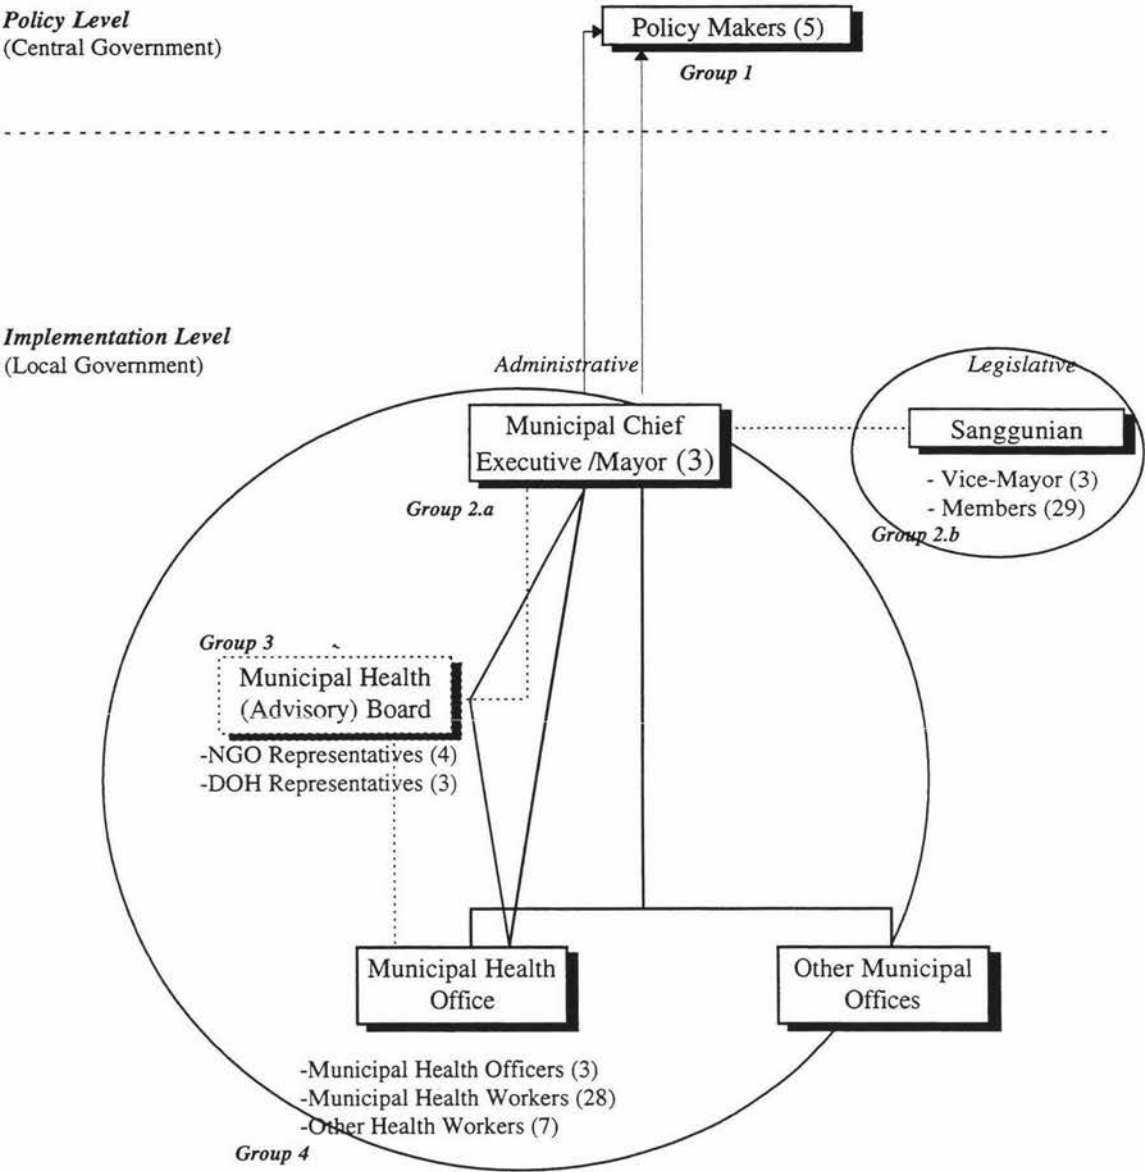 Policy Level
(Central Government)
Policy Makers (5)
Group 1
Implementation Level
(Local Government)
Administrative
Legislative
Municipal Chief
Executive /Mayor (3)
Sanggunian
- Vice-Mayor (3)
- Members (29)
Group 2.a
Group 2.b
Group 3
Municipal Health
(Advisory) Board
-NGO Representatives (4)
-DOH Representatives (3)
Municipal Health
Office
Other Municipal
Offices
-Municipal Health Officers (3)
-Municipal Health Workers (28)
-Other Health Workers (7)
Group 4